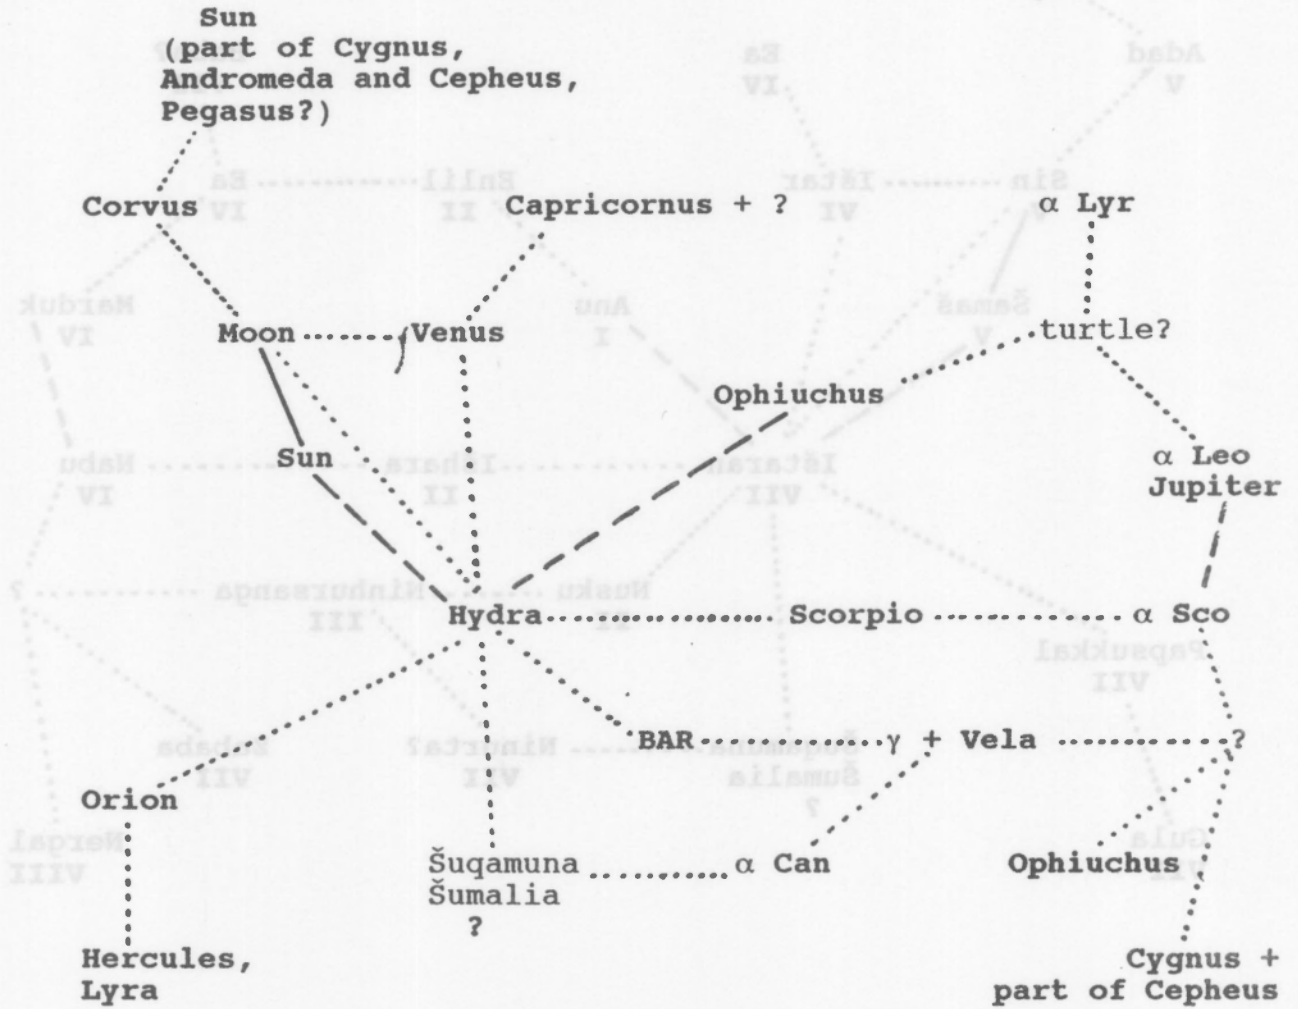 Sun
(part of Cygnus,
Andromeda and Cepheus,
Pegasus?)
Corvus
Capricornus + ?
α Lyr
Moon
Venus
turtle?
Ophiuchus
Sun
α Leo
Jupiter
Hydra
Scorpio
α Sco
BAR
γ + Vela
?
Orion
Šuqamuna
Šumalia
?
α Can
Ophiuchus
Hercules,
Lyra
Cygnus +
part of Cepheus
Adad
V
Ea
IV
Sin
V
Ištar
VI
Enlil
II
Ea
IV
Marduk
IV
Anu
I
Šamaš
V
Nabu
IV
Išhara
II
Ištaran
VII
Nusku
II
Ninhursanga
III
?
Papsukkal
VII
Šuqamuna
Šumalia
?
Ninurta?
VII
Zababa
VII
Nergal
VIII
Gula
VII